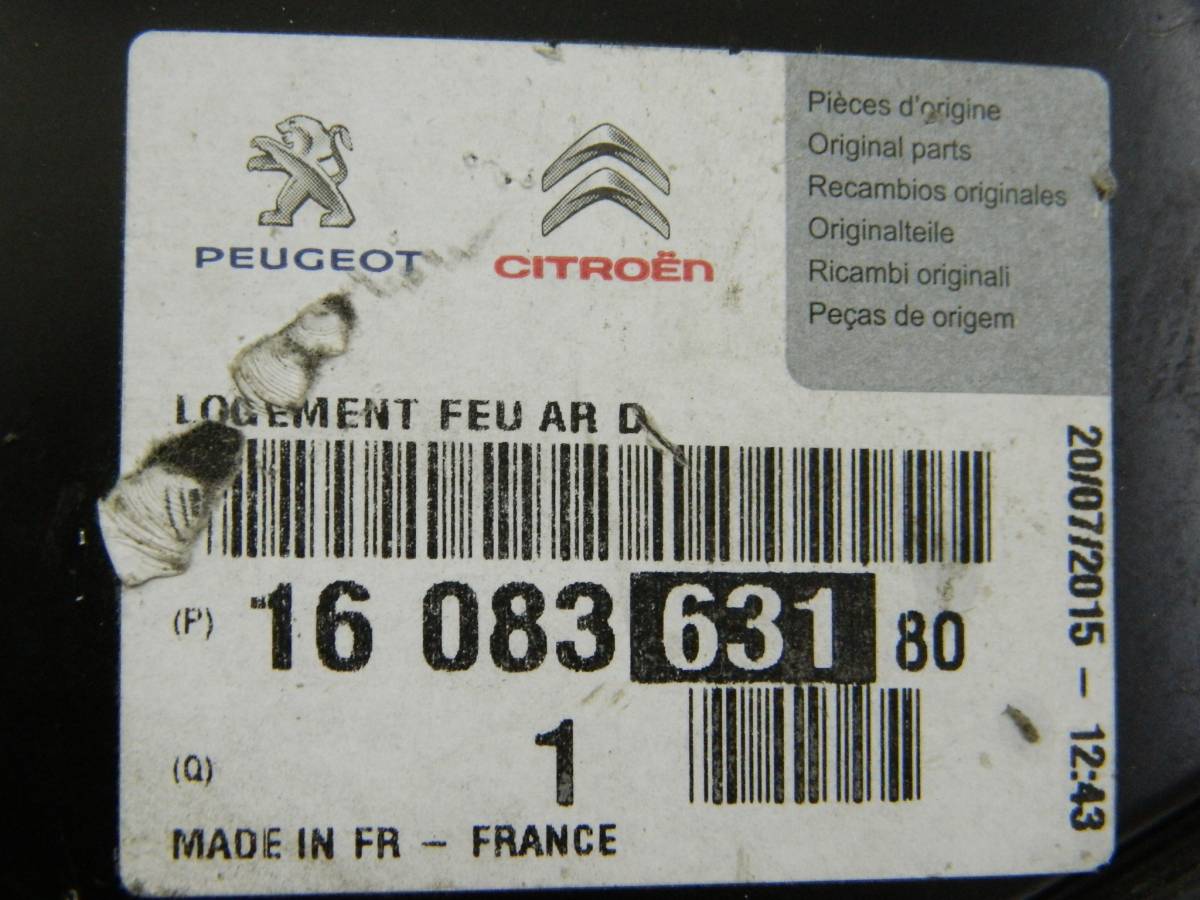 PEUGEOT
CITROËN
Pièces d'origine
Original parts
Recambios originales
Originalteile
Ricambi originali
Peças de origem
LOGEMENT FEU AR D
(P) 16 083 631 80
(Q) 1
MADE IN FR - FRANCE
20/07/2015 - 12:43